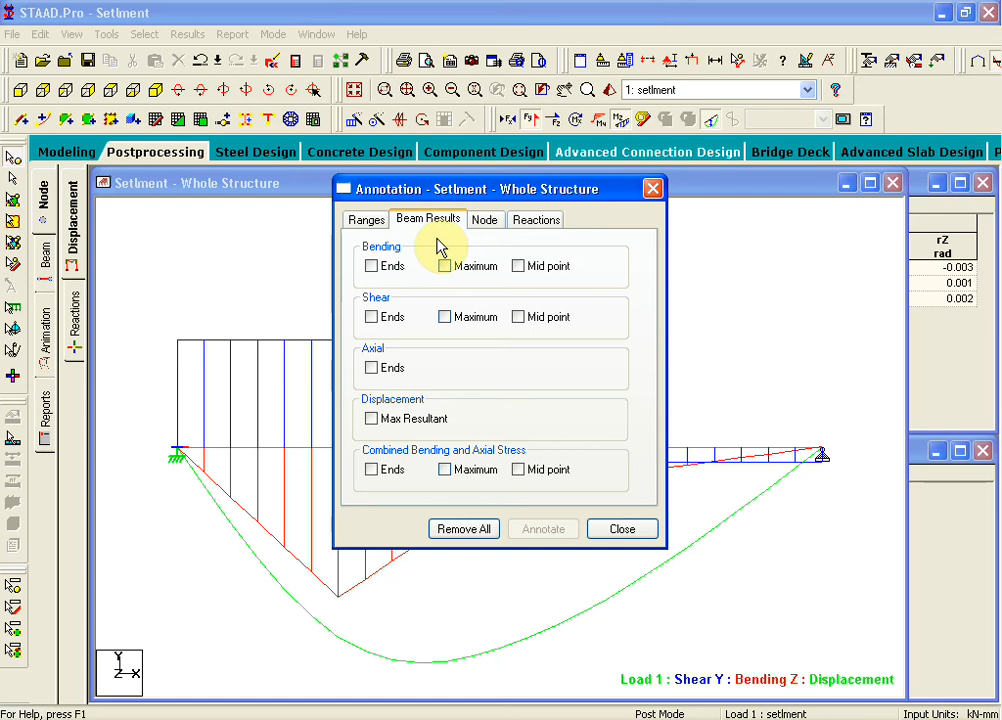 STAAD.Pro - Setlment
File Edit View Tools Select Results Report Mode Window Help
1: setlment
Modeling Postprocessing Steel Design Concrete Design Component Design Advanced Connection Design Bridge Deck Advanced Slab Design P
Node
Beam
Animation
Reports
Displacement
Reactions
Setlment - Whole Structure
Annotation - Setlment - Whole Structure
Ranges Beam Results Node Reactions
Bending
Ends Maximum Mid point
Shear
Ends Maximum Mid point
Axial
Ends
Displacement
Max Resultant
Combined Bending and Axial Stress
Ends Maximum Mid point
Remove All Annotate Close
rZ
rad
-0.003
0.001
0.002
Y
Z X
Load 1 : Shear Y : Bending Z : Displacement
For Help, press F1 Post Mode Load 1 : setlment Input Units: kN-mm